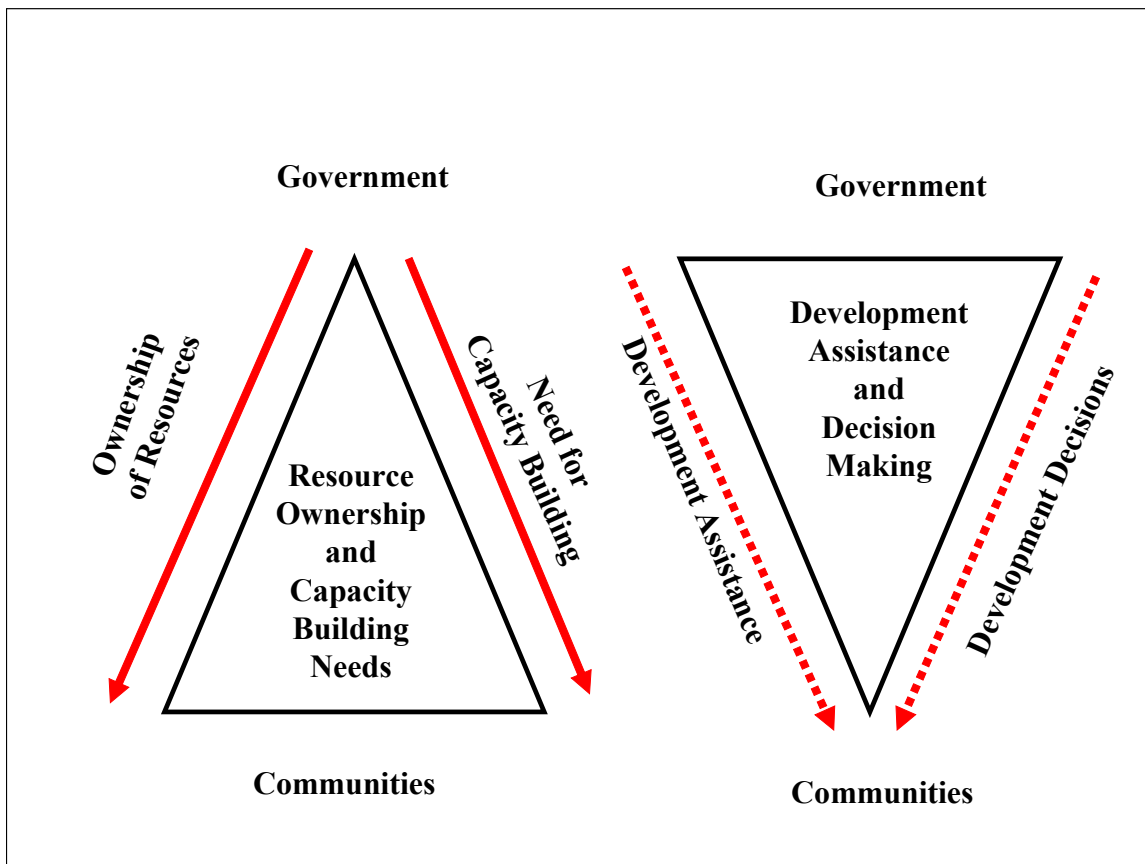 Government
Ownership
of Resources
Need for
Capacity Building
Resource
Ownership
and
Capacity
Building
Needs
Communities
Government
Development Assistance
Development
Assistance
and
Decision
Making
Development Decisions
Communities